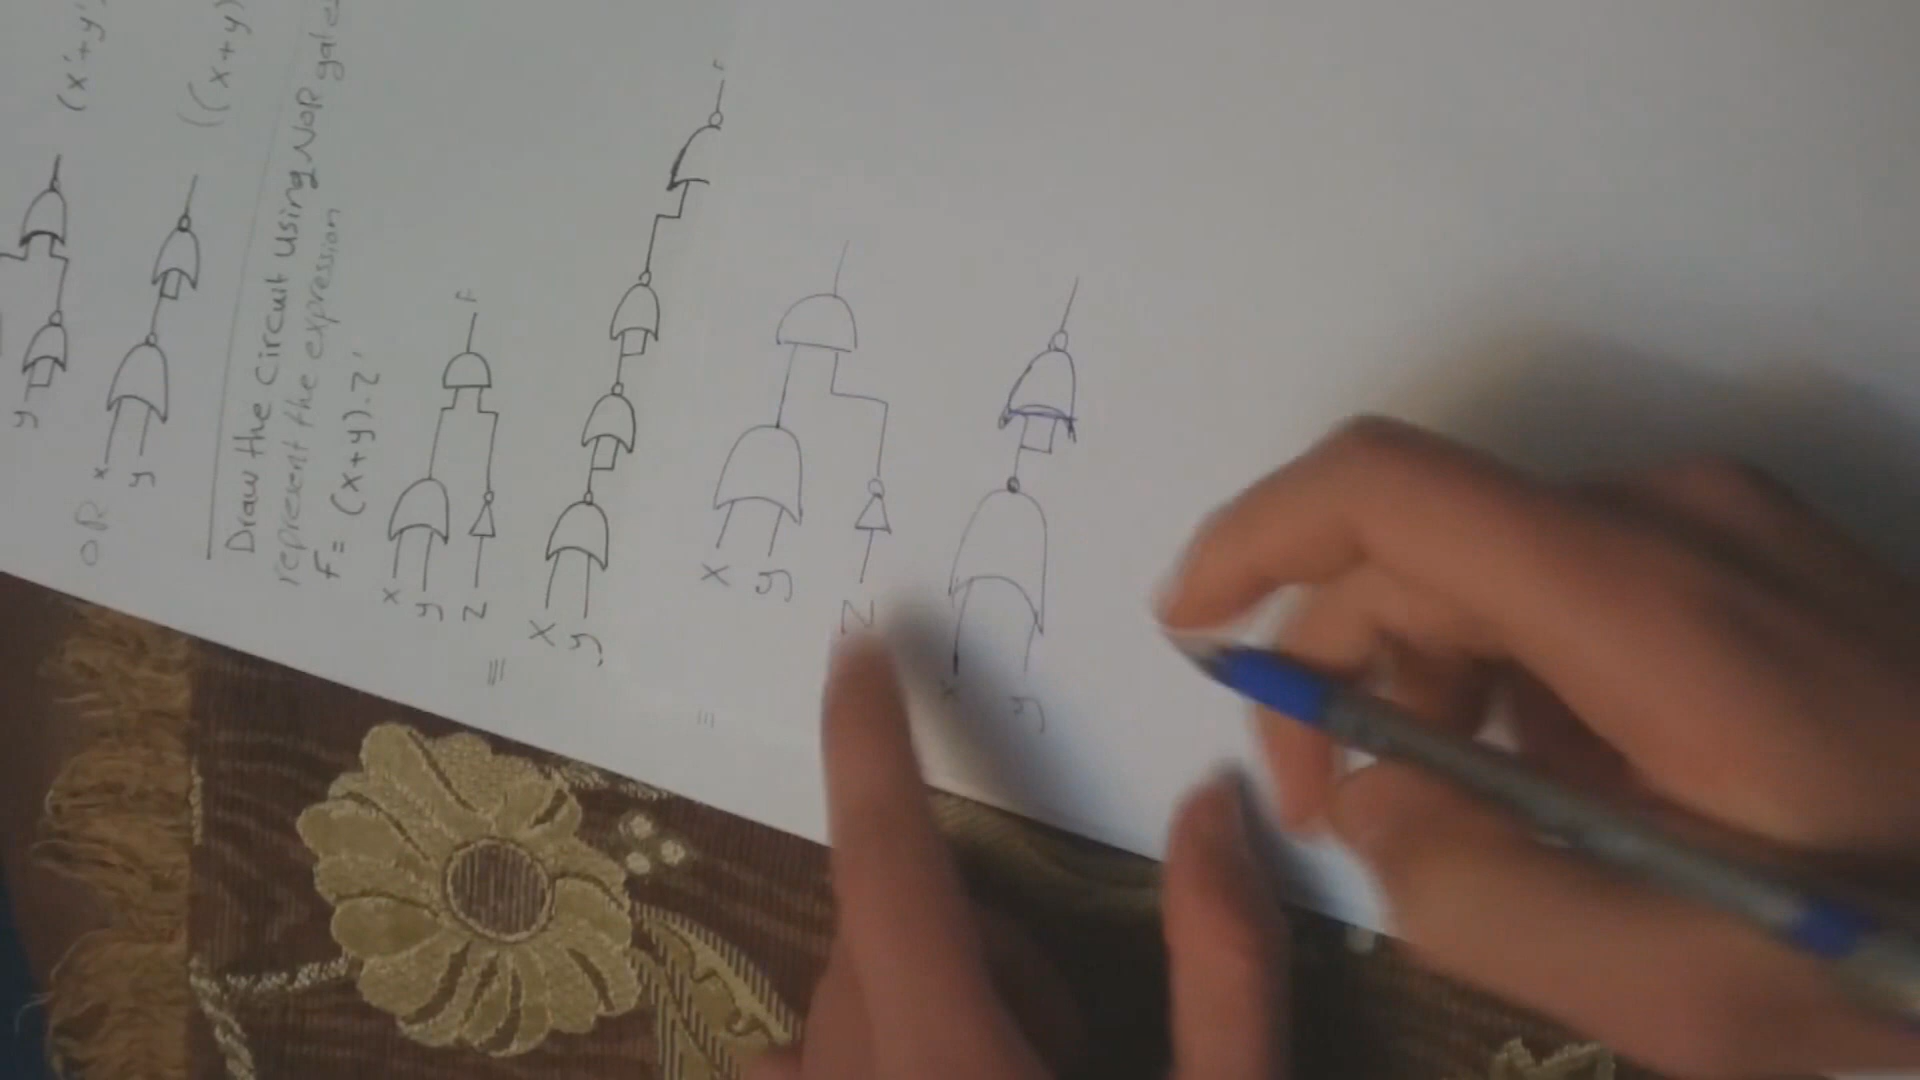 (x'+y'
y
((x+y)
OR x
y
Draw the Circuit Using NOR gates
represent the expression
F= (x+y).z'
x
y
z
F
≡
X
y
F
≡
X
y
Z
x
y